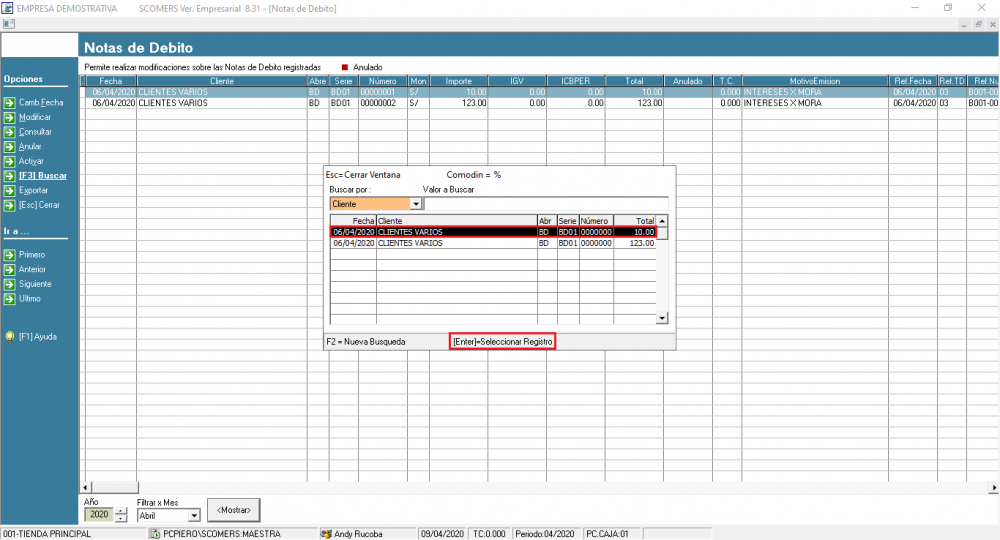 EMPRESA DEMOSTRATIVA SCOMERS Ver. Empresarial 8.31 - [Notas de Debito]
Notas de Debito
Permite realizar modificaciones sobre las Notas de Debito registradas Anulado
Opciones
Camb.Fecha
Modificar
Consultar
Anular
Activar
[F3] Buscar
Exportar
[Esc] Cerrar
Ir a ...
Primero
Anterior
Siguiente
Ultimo
[F1] Ayuda
Fecha Cliente Abre Serie Número Mon Importe IGV ICBPER Total Anulado T.C. MotivoEmision Ref.Fecha Ref.TD Ref.Nu
06/04/2020 CLIENTES VARIOS BD BD01 00000001 S/ 10.00 0.00 0.00 10.00 0.000 INTERESES X MORA 06/04/2020 03 B001-00
06/04/2020 CLIENTES VARIOS BD BD01 00000002 S/ 123.00 0.00 0.00 123.00 0.000 INTERESES X MORA 06/04/2020 03 B001-00
Esc=Cerrar Ventana Comodin = %
Buscar por : Valor a Buscar
Cliente
Fecha Cliente Abr Serie Número Total
06/04/2020 CLIENTES VARIOS BD BD01 0000000 10.00
06/04/2020 CLIENTES VARIOS BD BD01 0000000 123.00
F2 = Nueva Busqueda [Enter]=Seleccionar Registro
Año Filtrar x Mes
2020 Abril <Mostrar>
001-TIENDA PRINCIPAL PCPIERO\SCOMERS:MAESTRA Andy Rucoba 09/04/2020 TC:0.000 Periodo:04/2020 PC.CAJA:01